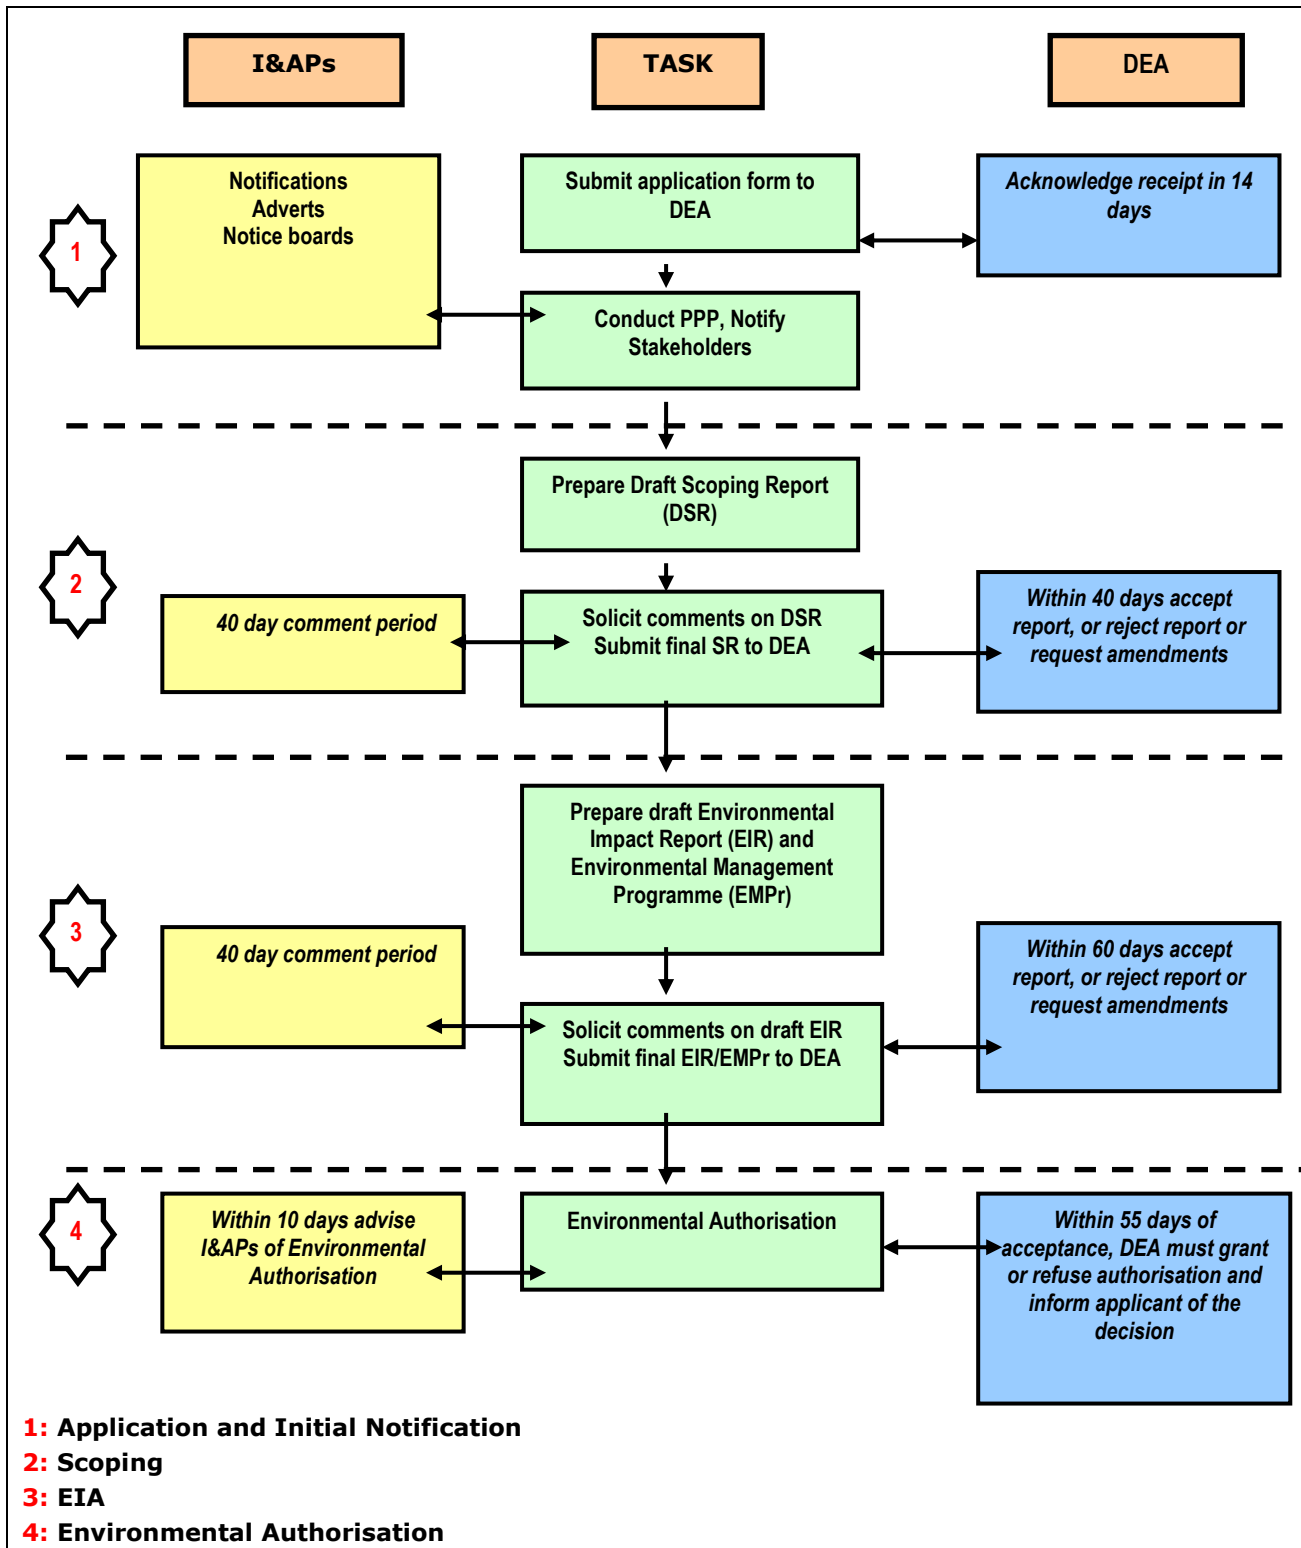 I&APs
TASK
DEA
1
Notifications
Adverts
Notice boards
Submit application form to
DEA
Acknowledge receipt in 14
days
Conduct PPP, Notify
Stakeholders
Prepare Draft Scoping Report
(DSR)
2
40 day comment period
Solicit comments on DSR
Submit final SR to DEA
Within 40 days accept
report, or reject report or
request amendments
Prepare draft Environmental
Impact Report (EIR) and
Environmental Management
Programme (EMPr)
3
40 day comment period
Within 60 days accept
report, or reject report or
request amendments
Solicit comments on draft EIR
Submit final EIR/EMPr to DEA
4
Within 10 days advise
I&APs of Environmental
Authorisation
Environmental Authorisation
Within 55 days of
acceptance, DEA must grant
or refuse authorisation and
inform applicant of the
decision
1: Application and Initial Notification
2: Scoping
3: EIA
4: Environmental Authorisation